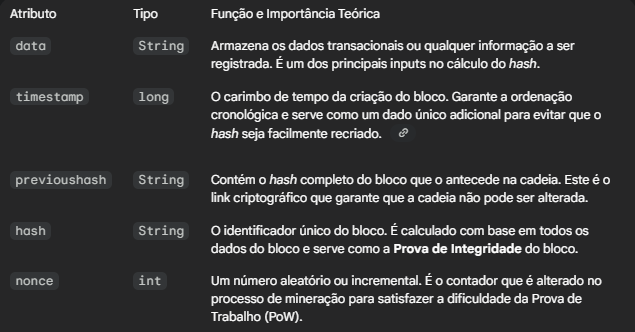 Atributo Tipo Função e Importância Teórica
data String Armazena os dados transacionais ou qualquer informação a ser
registrada. É um dos principais inputs no cálculo do hash.
timestamp long O carimbo de tempo da criação do bloco. Garante a ordenação
cronológica e serve como um dado único adicional para evitar que o
hash seja facilmente recriado.
previoushash String Contém o hash completo do bloco que o antecede na cadeia. Este é o
link criptográfico que garante que a cadeia não pode ser alterada.
hash String O identificador único do bloco. É calculado com base em todos os
dados do bloco e serve como a Prova de Integridade do bloco.
nonce int Um número aleatório ou incremental. É o contador que é alterado no
processo de mineração para satisfazer a dificuldade da Prova de
Trabalho (PoW).